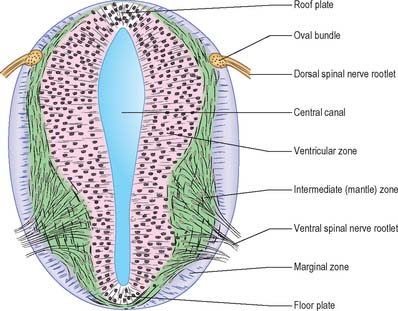 Roof plate
Oval bundle
Dorsal spinal nerve rootlet
Central canal
Ventricular zone
Intermediate (mantle) zone
Ventral spinal nerve rootlet
Marginal zone
Floor plate